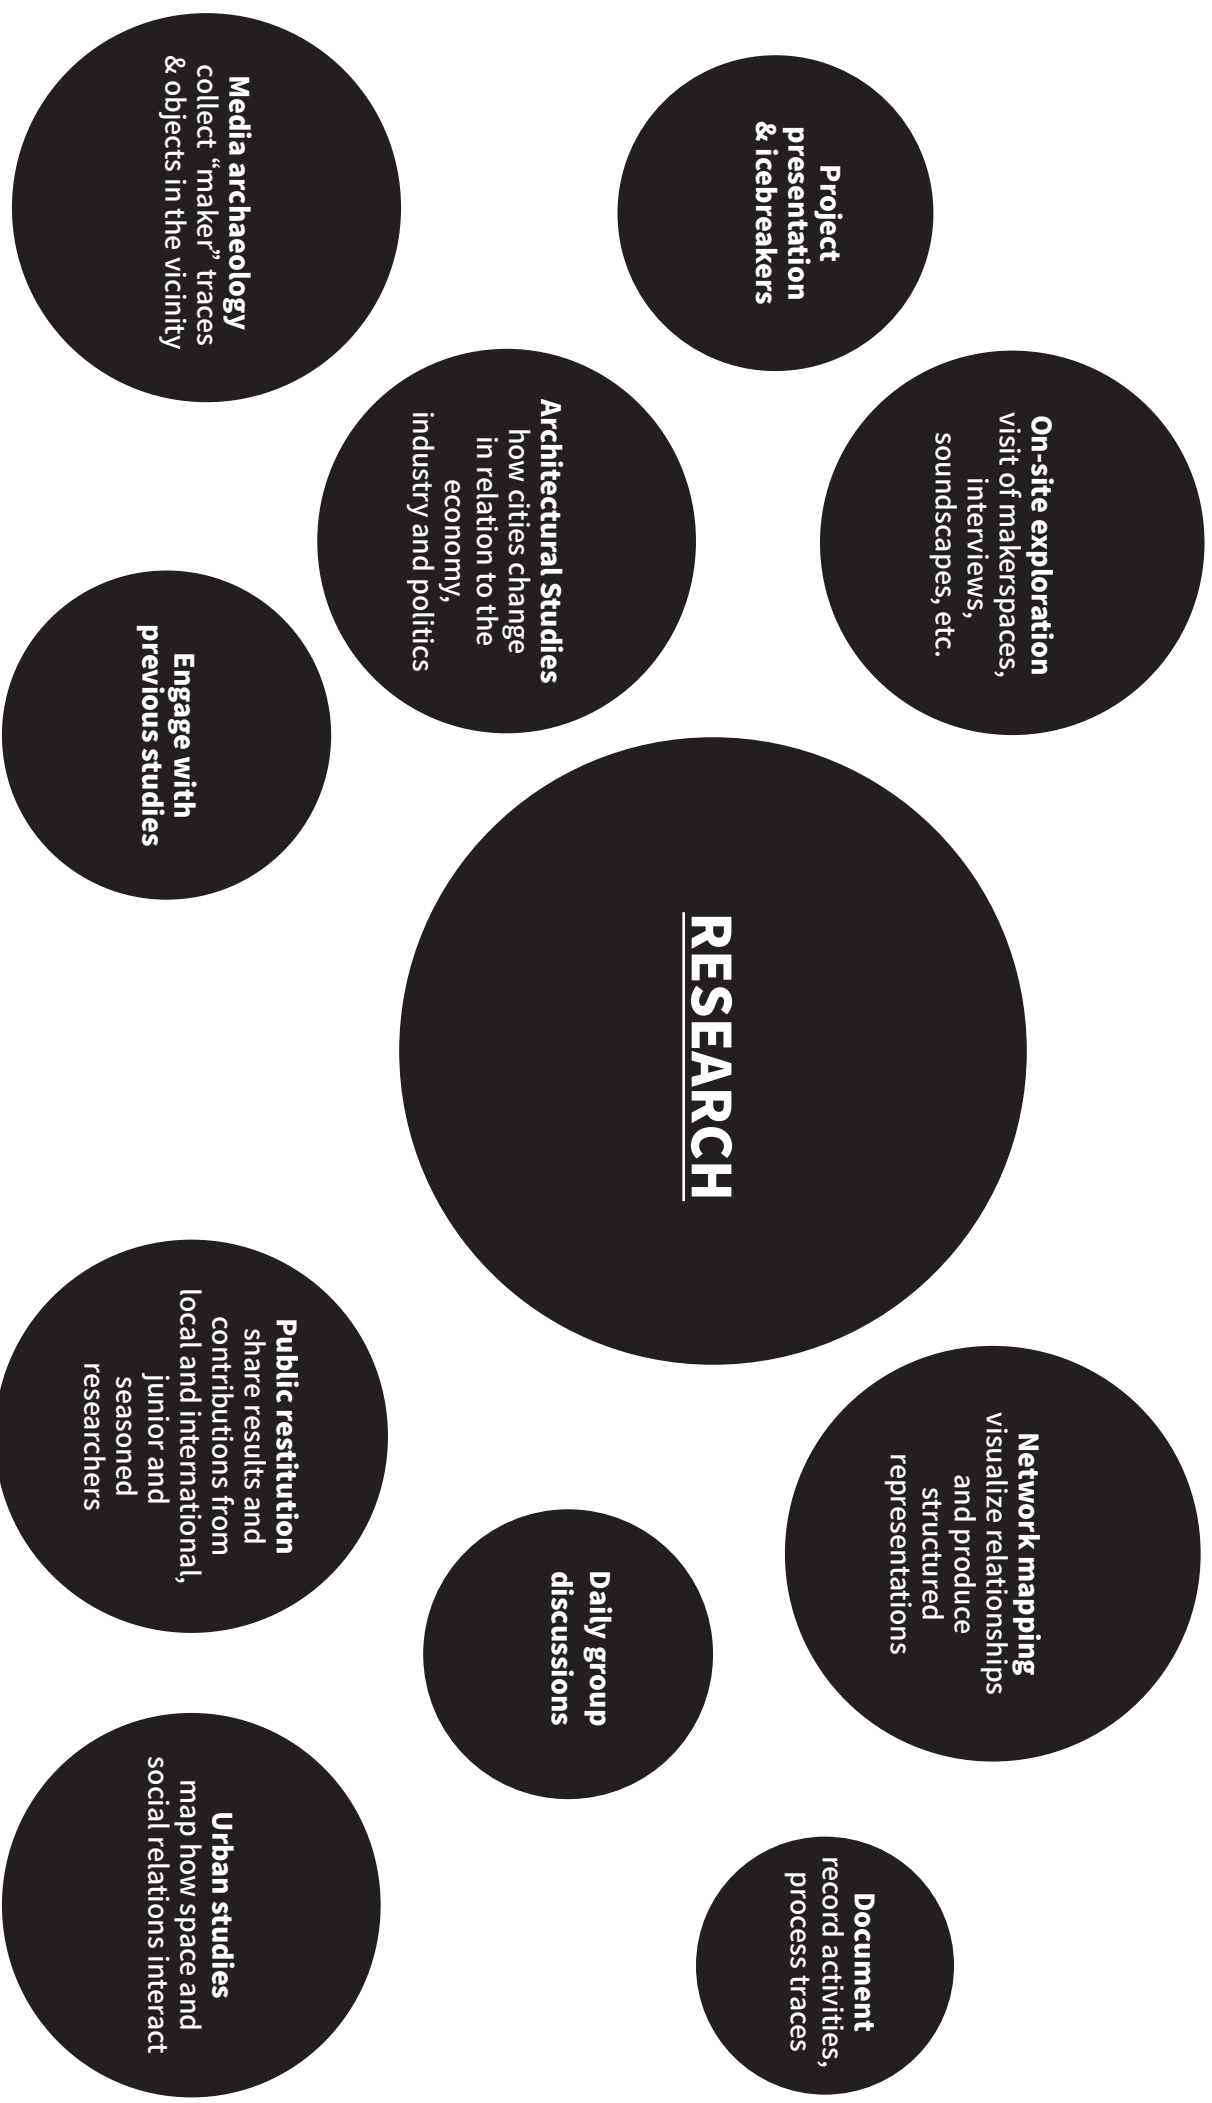 Project
presentation
& icebreakers
On-site exploration
visit of makerspaces,
interviews,
soundscapes, etc.
Media archaeology
collect “maker” traces
& objects in the vicinity
Architectural Studies
how cities change
in relation to the
economy,
industry and politics
Engage with
previous studies
RESEARCH
Network mapping
visualize relationships
and produce
structured
representations
Public restitution
share results and
contributions from
local and international,
junior and
seasoned
researchers
Daily group
discussions
Document
record activities,
process traces
Urban studies
map how space and
social relations interact